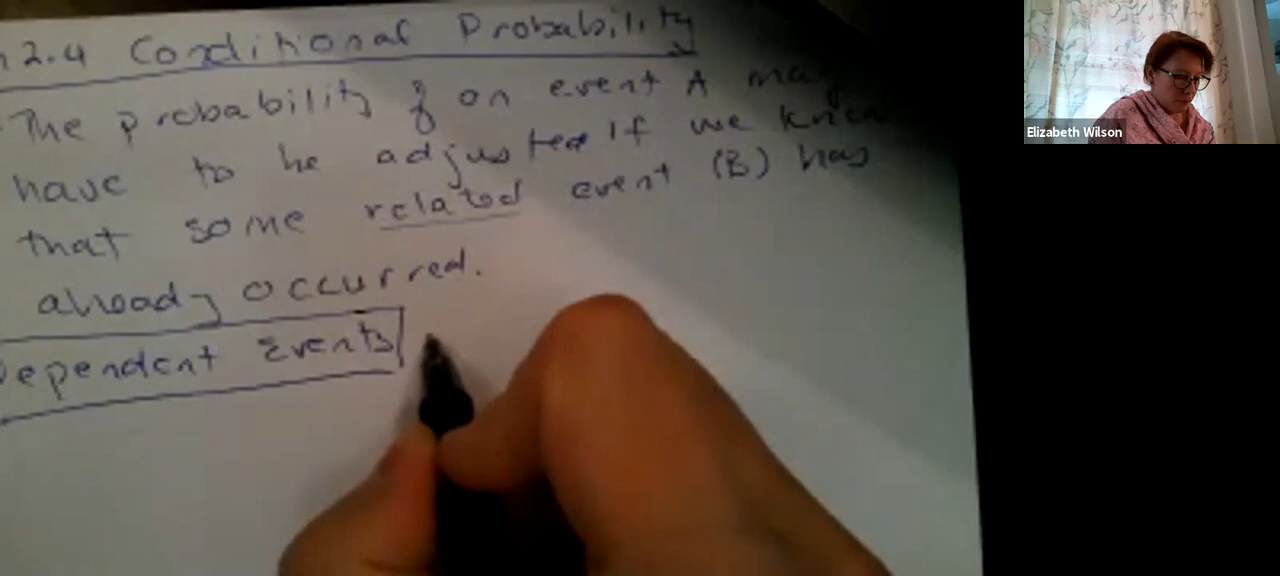 2.4 Conditional Probability
The probability of an event A may
have to be adjusted if we know
that some related event (B) has
already occurred.
Dependent Events
Elizabeth Wilson